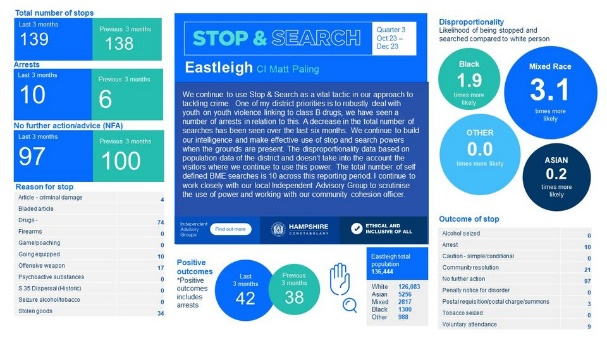 Total number of stops
Last 3 months
139
Previous 3 months
138
Arrests
Last 3 months
10
Previous 3 months
6
No further action/advice (NFA)
Last 3 months
97
Previous 3 months
100
Reason for stop
Article - criminal damage 4
Bladed article
Drugs - 74
Firearms 0
Game/poaching 0
Going equipped 10
Offensive weapon 17
Psychoactive substances 0
S.35 Dispersal (Historic) 0
Seizure alcohol/tobacco 0
Stolen goods 34
STOP & SEARCH
Quarter 3
Oct 23 –
Dec 23
Eastleigh CI Matt Paling
We continue to use Stop & Search as a vital tactic in our approach to
tackling crime. One of my district priorities is to robustly deal with
youth on youth violence linking to class B drugs, we have seen a
number of arrests in relation to this. A decrease in the total number of
searches has been seen over the last six months. We continue to build
our intelligence and make effective use of stop and search powers
when the grounds are present. The disproportionality data based on
population data of the district and doesn't take into the account the
visitors where we continue to use this power. The total number of self
defined BME searches is 10 across this reporting period. I continue to
work closely with our local Independent Advisory Group to scrutinise
the use of power and working with our community cohesion officer.
Independent
Advisory
Groups
Find out more
HAMPSHIRE
CONSTABULARY
ETHICAL AND
INCLUSIVE OF ALL
Positive
outcomes
*Positive
outcomes
includes
arrests
Last
3 months
42
Previous
3 months
38
Eastleigh total
population
136,444
White 126,083
Asian 5256
Mixed 2817
Black 1300
Other 988
Disproportionality
Likelihood of being stopped and
searched compared to white person
Black
1.9
times more
likely
Mixed Race
3.1
times more
likely
OTHER
0.0
times more likely
ASIAN
0.2
times more
likely
Outcome of stop
Alcohol seized 0
Arrest 10
Caution - simple/conditional 0
Community resolution 21
No further action 97
Penalty notice for disorder 0
Postal requisition/postal charge/summons 3
Tobacco seized 0
Voluntary attendance 9